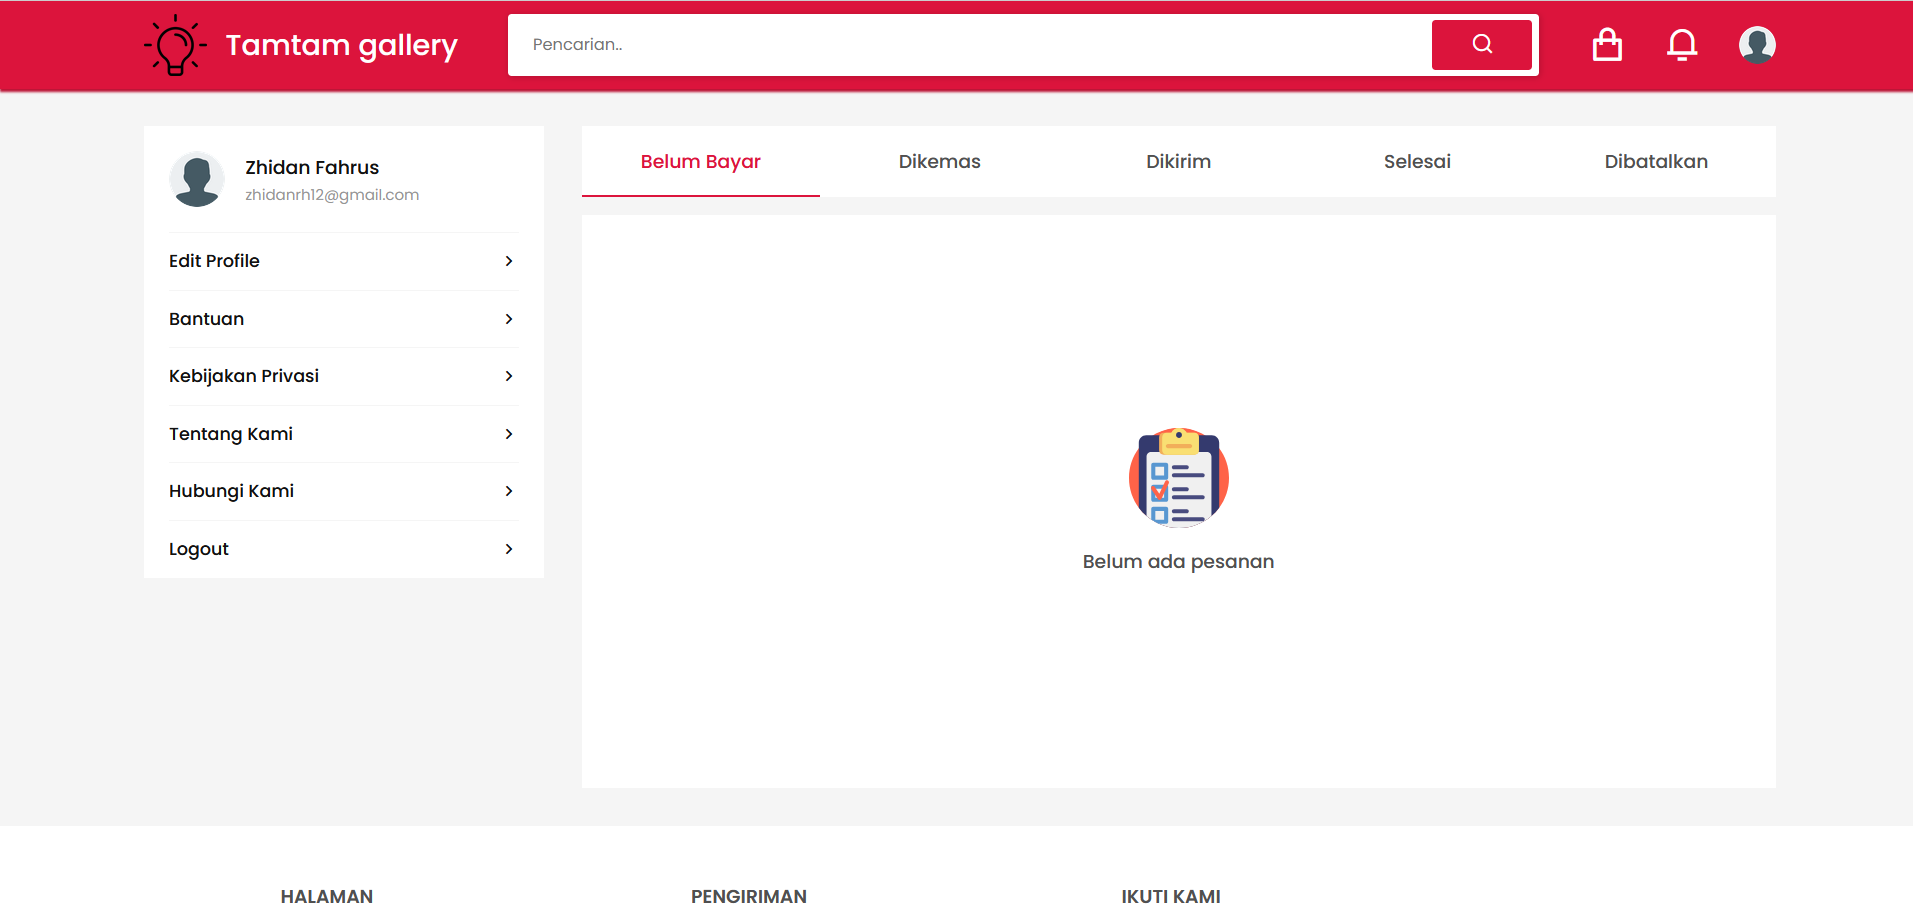 Tamtam gallery
Pencarian..
Zhidan Fahrus
zhidanrh12@gmail.com
Edit Profile
Bantuan
Kebijakan Privasi
Tentang Kami
Hubungi Kami
Logout
Belum Bayar Dikemas Dikirim Selesai Dibatalkan
Belum ada pesanan
HALAMAN PENGIRIMAN IKUTI KAMI